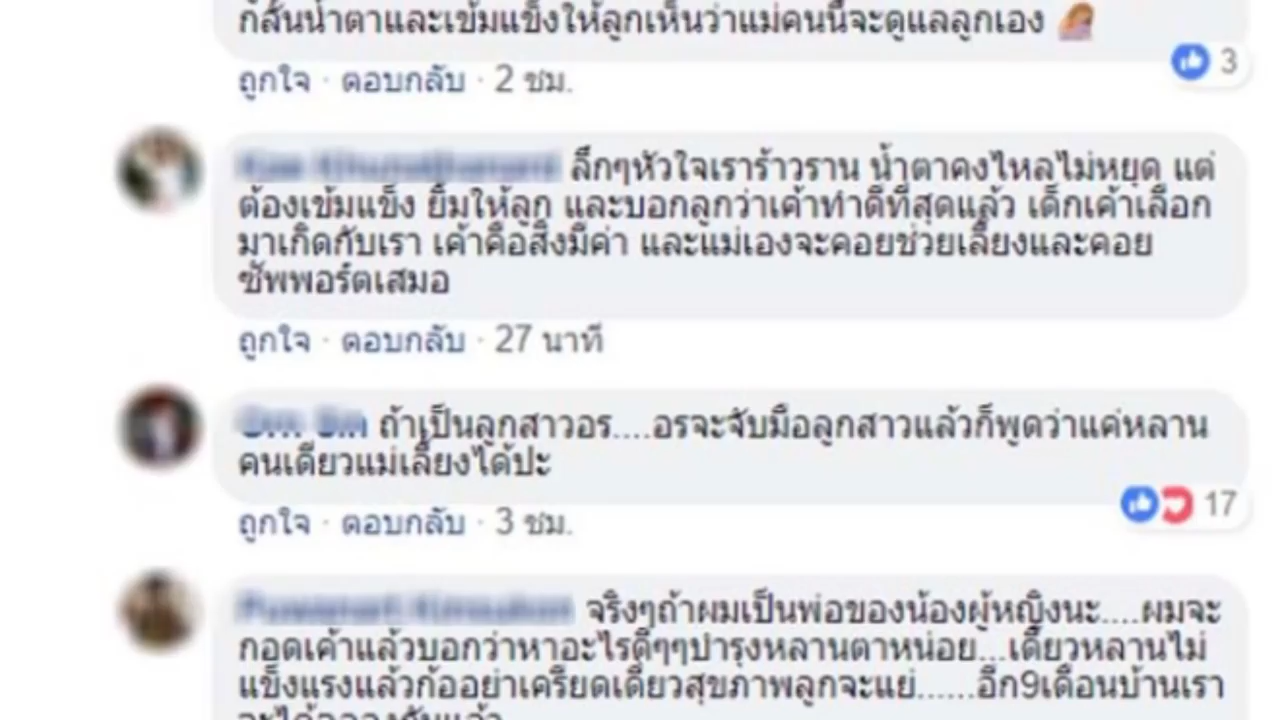 กลั้นน้ำตาและเข้มแข็งให้ลูกเห็นว่าแม่คนนี้จะดูแลลูกเอง
ถูกใจ · ตอบกลับ · 2 ชม.
3
ลึกๆหัวใจเราร้าวราน น้ำตาคงไหลไม่หยุด แต่
ต้องเข้มแข็ง ยิ้มให้ลูก และบอกลูกว่าเค้าทำดีที่สุดแล้ว เด็กเค้าเลือก
มาเกิดกับเรา เค้าคือสิ่งมีค่า และแม่เองจะคอยช่วยเลี้ยงและคอย
ซัพพอร์ตเสมอ
ถูกใจ · ตอบกลับ · 27 นาที
ถ้าเป็นลูกสาวอร....อรจะจับมือลูกสาวแล้วก็พูดว่าแค่หลาน
คนเดียวแม่เลี้ยงได้ปะ
17
ถูกใจ · ตอบกลับ · 3 ชม.
จริงๆถ้าผมเป็นพ่อของน้องผู้หญิงนะ....ผมจะ
กอดเค้าแล้วบอกว่าหาอะไรดีๆๆบำรุงหลานตาหน่อย...เดี๋ยวหลานไม่
แข็งแรงแล้วก้ออย่าเครียดเดี๋ยวสุขภาพลูกจะแย่......อีก9เดือนบ้านเรา